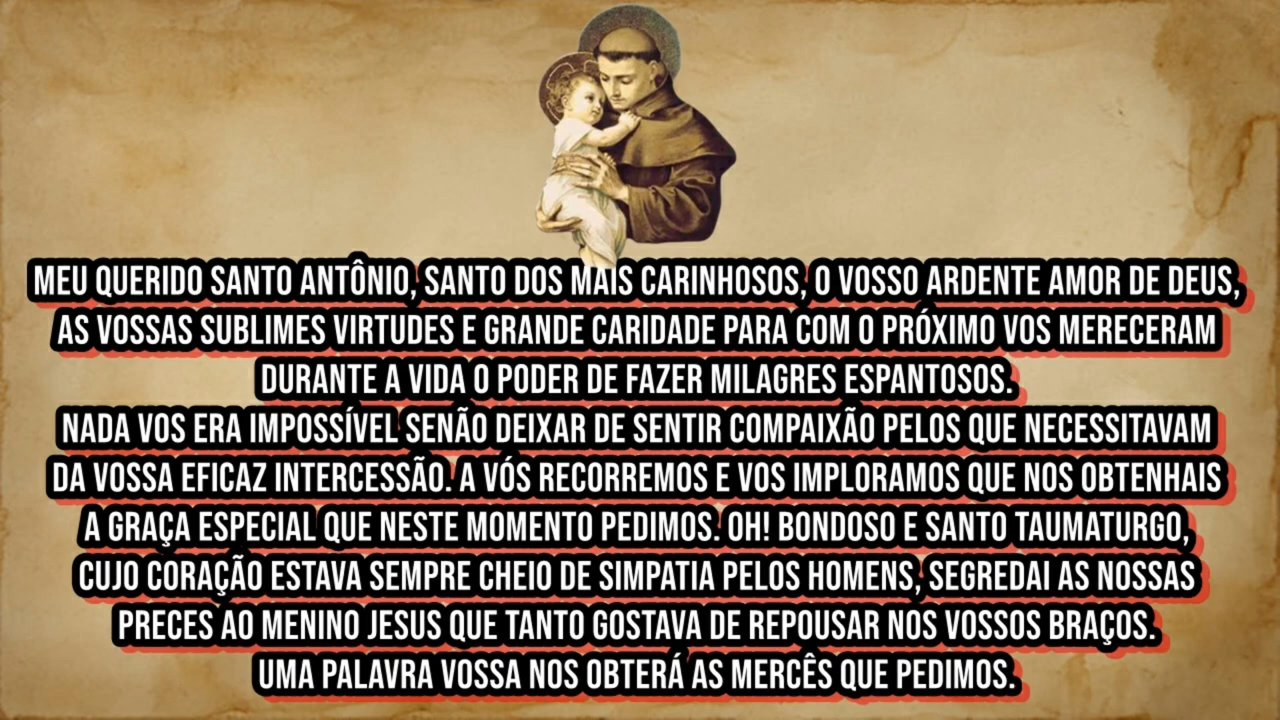 MEU QUERIDO SANTO ANTÔNIO, SANTO DOS MAIS CARINHOSOS, O VOSSO ARDENTE AMOR DE DEUS,
AS VOSSAS SUBLIMES VIRTUDES E GRANDE CARIDADE PARA COM O PRÓXIMO VOS MERECERAM
DURANTE A VIDA O PODER DE FAZER MILAGRES ESPANTOSOS.
NADA VOS ERA IMPOSSÍVEL SENÃO DEIXAR DE SENTIR COMPAIXÃO PELOS QUE NECESSITAVAM
DA VOSSA EFICAZ INTERCESSÃO. A VÓS RECORREMOS E VOS IMPLORAMOS QUE NOS OBTENHAIS
A GRAÇA ESPECIAL QUE NESTE MOMENTO PEDIMOS. OH! BONDOSO E SANTO TAUMATURGO,
CUJO CORAÇÃO ESTAVA SEMPRE CHEIO DE SIMPATIA PELOS HOMENS, SEGREDAI AS NOSSAS
PRECES AO MENINO JESUS QUE TANTO GOSTAVA DE REPOUSAR NOS VOSSOS BRAÇOS.
UMA PALAVRA VOSSA NOS OBTERÁ AS MERCÊS QUE PEDIMOS.